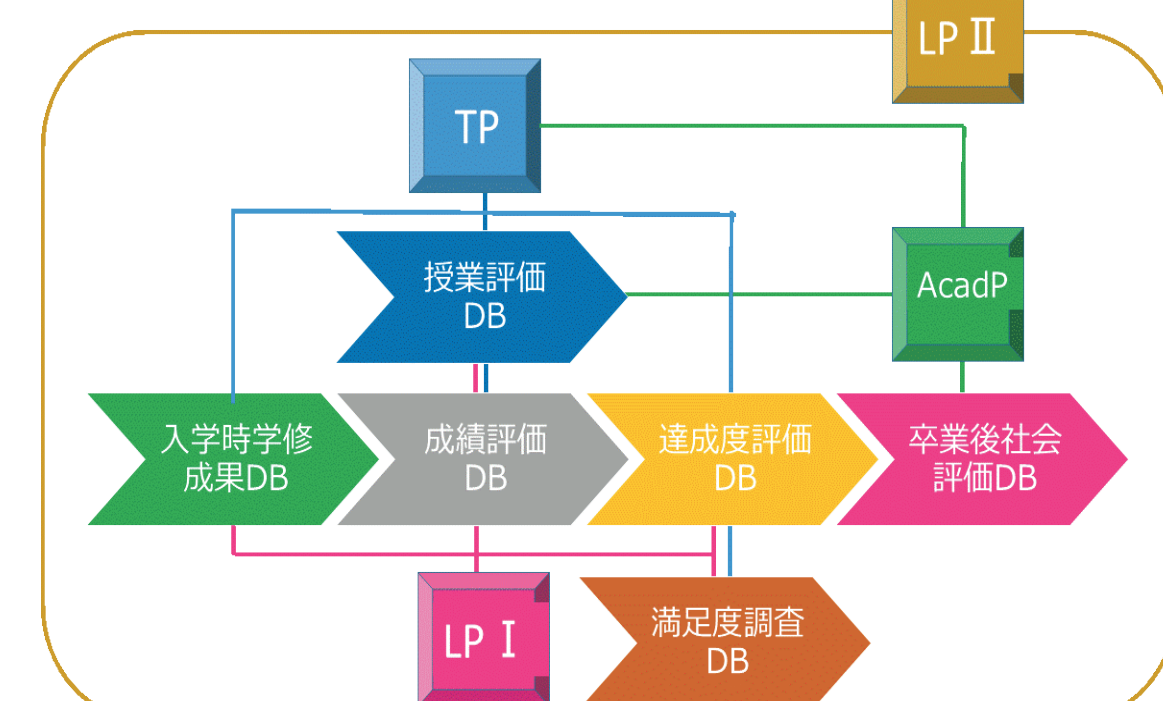 LP Ⅱ
TP
授業評価
DB
AcadP
入学時学修
成果DB
成績評価
DB
達成度評価
DB
卒業後社会
評価DB
LP Ⅰ
満足度調査
DB